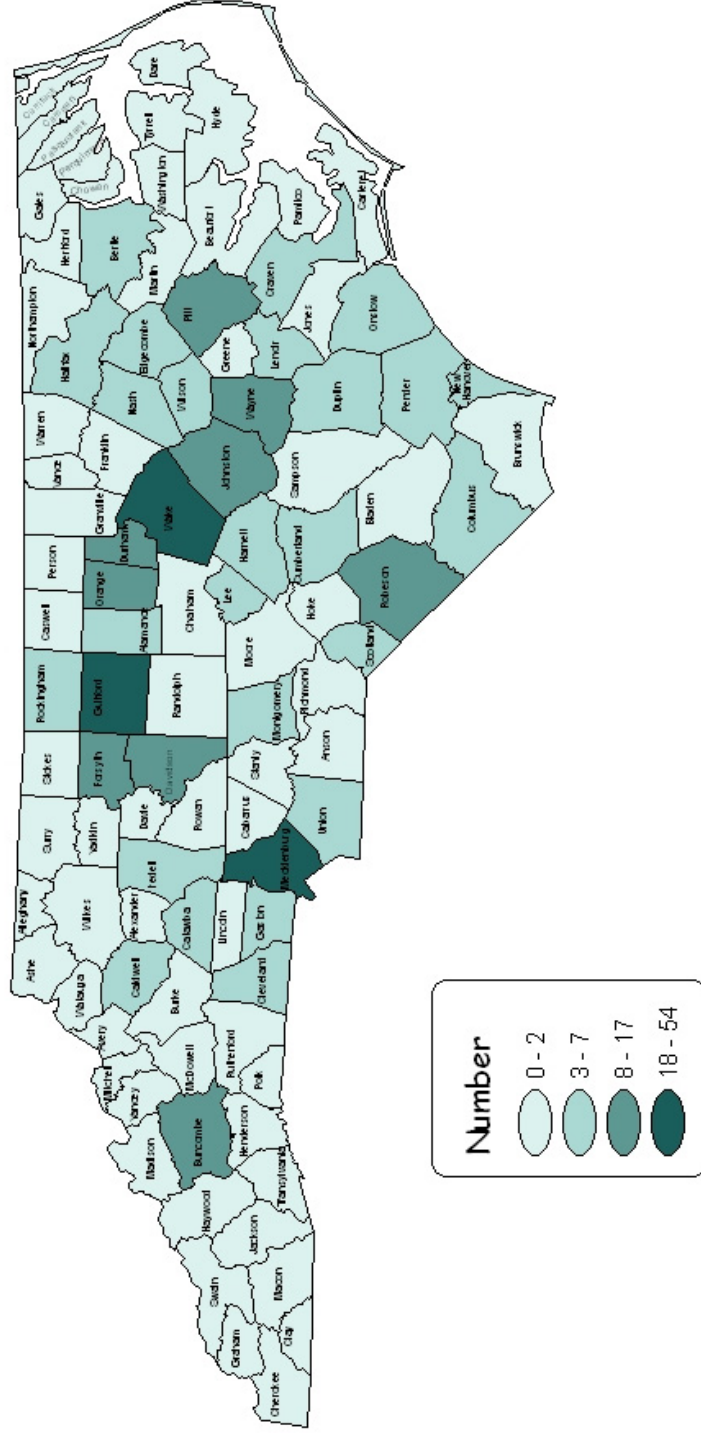 Cherokee
Graham
Clay
Swain
Macon
Jackson
Haywood
Transylvania
Madison
Buncombe
Henderson
Yancey
Mitchell
McDowell
Polk
Rutherford
Avery
Burke
Watauga
Caldwell
Cleveland
Ashe
Alleghany
Wilkes
Alexander
Catawba
Lincoln
Gaston
Surry
Yadkin
Iredell
Davie
Rowan
Cabarrus
Mecklenburg
Union
Stokes
Forsyth
Davidson
Stanly
Anson
Rockingham
Guilford
Randolph
Montgomery
Richmond
Caswell
Alamance
Chatham
Moore
Scotland
Hoke
Lee
Person
Orange
Durham
Granville
Wake
Harnett
Cumberland
Robeson
Vance
Warren
Franklin
Johnston
Sampson
Bladen
Columbus
Brunswick
Northampton
Halifax
Nash
Edgecombe
Wilson
Wayne
Greene
Lenoir
Duplin
Pender
New
Hanover
Hertford
Gates
Bertie
Martin
Pitt
Beaufort
Craven
Jones
Onslow
Pamlico
Carteret
Chowan
Perquimans
Pasquotank
Camden
Currituck
Washington
Tyrrell
Hyde
Dare
Number
0 - 2
3 - 7
8 - 17
18 - 54